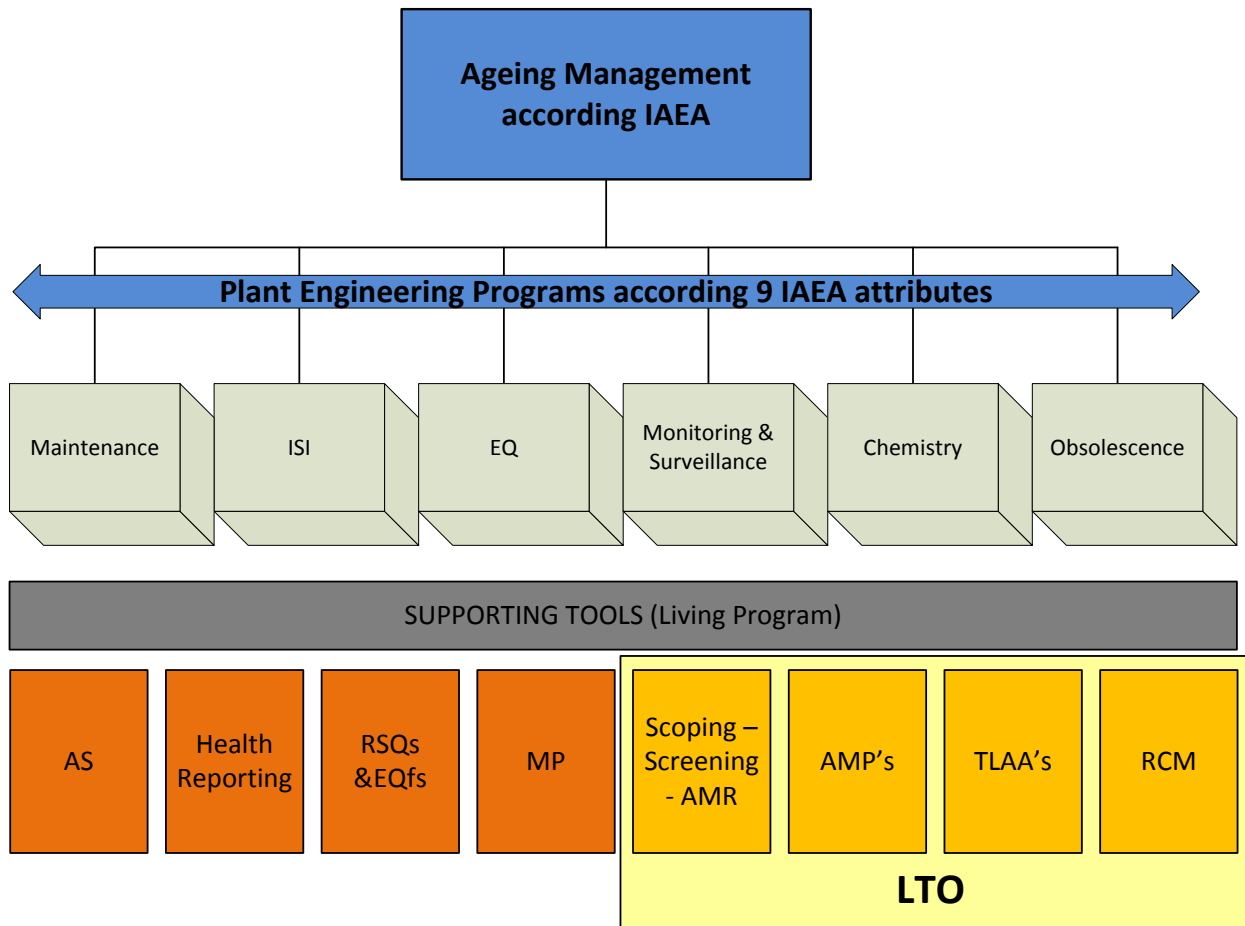 Ageing Management
according IAEA
Plant Engineering Programs according 9 IAEA attributes
Maintenance
ISI
EQ
Monitoring &
Surveillance
Chemistry
Obsolescence
SUPPORTING TOOLS (Living Program)
AS
Health
Reporting
RSQs
&EQfs
MP
Scoping –
Screening
- AMR
AMP’s
TLAA’s
RCM
LTO